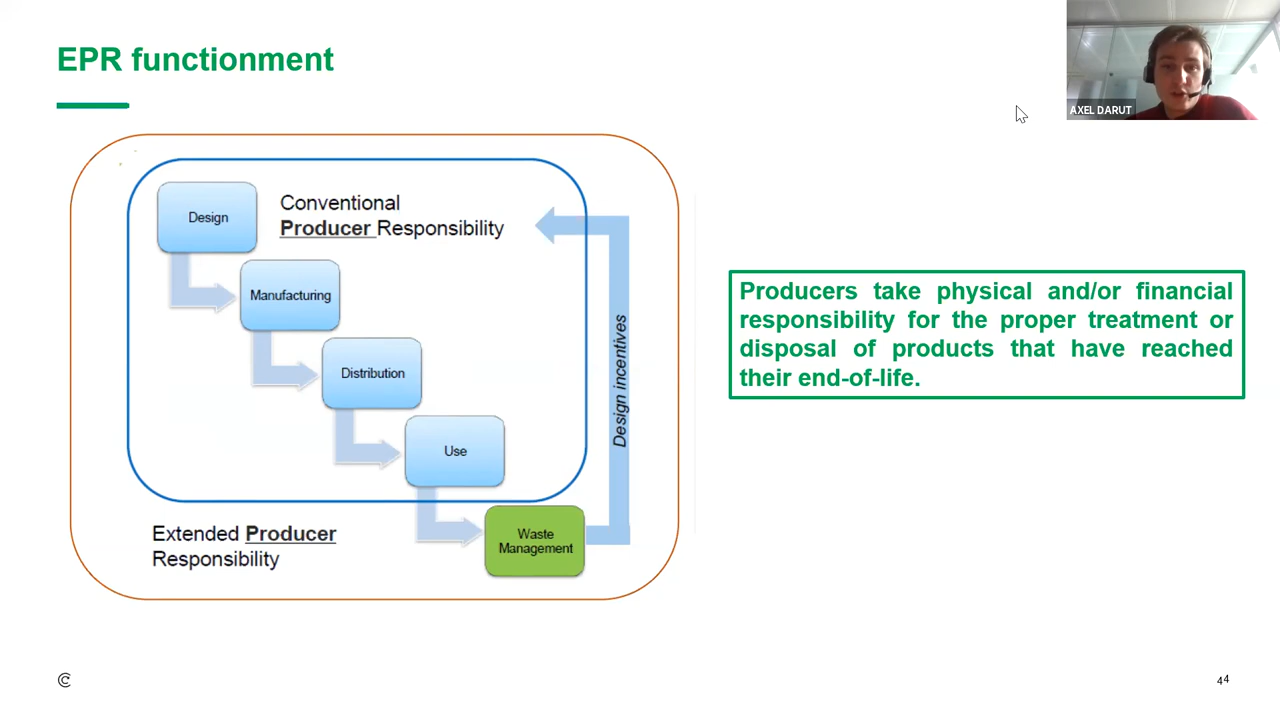 EPR functionment
AXEL DARUT
Design
Conventional
Producer Responsibility
Manufacturing
Distribution
Use
Design incentives
Waste
Management
Extended Producer
Responsibility
Producers take physical and/or financial
responsibility for the proper treatment or
disposal of products that have reached
their end-of-life.
44